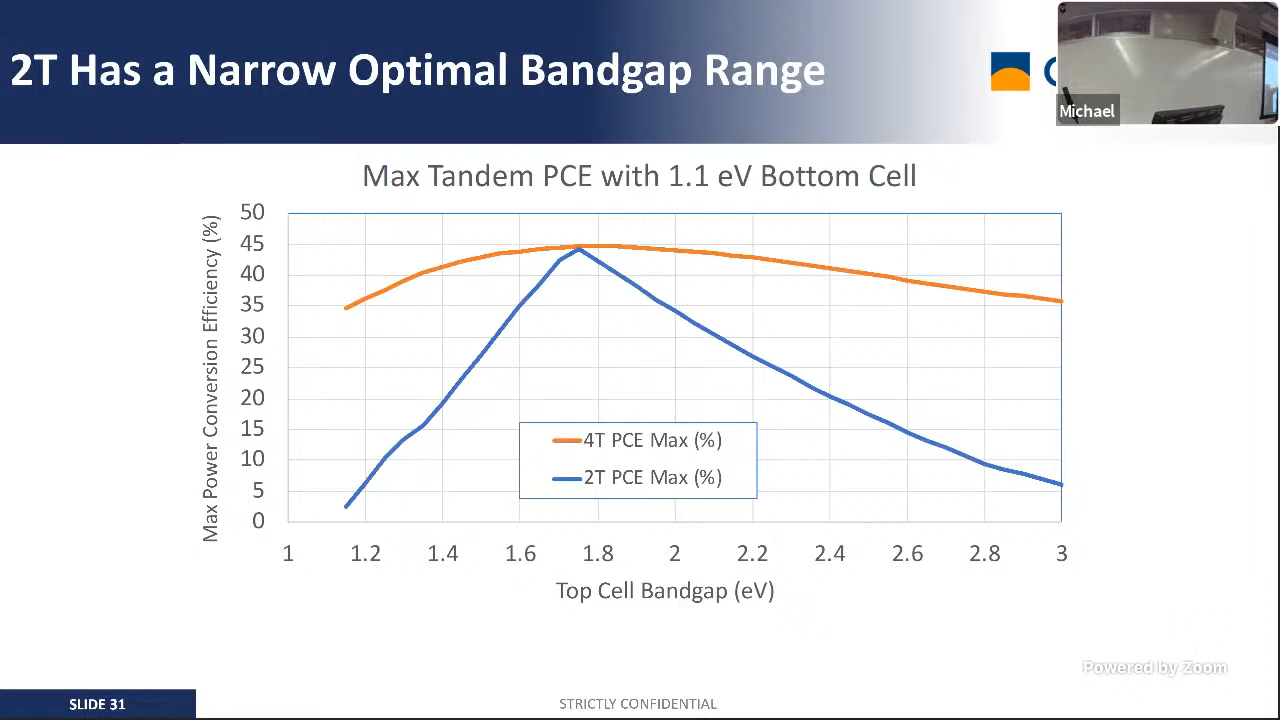 2T Has a Narrow Optimal Bandgap Range
Michael
Max Tandem PCE with 1.1 eV Bottom Cell
Max Power Conversion Efficiency (%)
50
45
40
35
30
25
20
15
10
5
0
4T PCE Max (%)
2T PCE Max (%)
1 1.2 1.4 1.6 1.8 2 2.2 2.4 2.6 2.8 3
Top Cell Bandgap (eV)
Powered by Zoom
SLIDE 31
STRICTLY CONFIDENTIAL